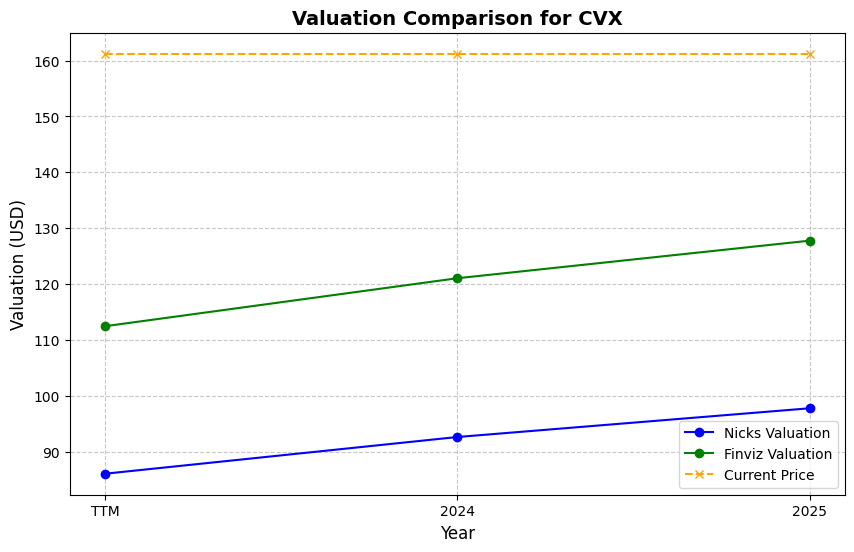 Valuation Comparison for CVX
Valuation (USD)
160
150
140
130
120
110
100
90
TTM
2024
2025
Year
Nicks Valuation
Finviz Valuation
Current Price